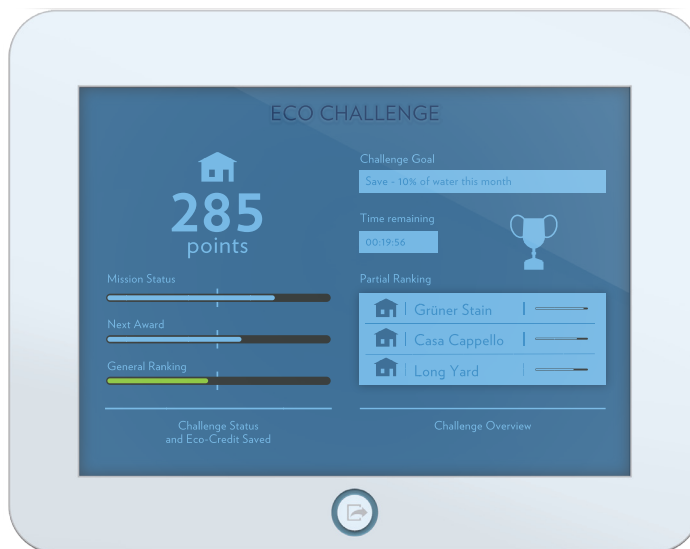 ECO CHALLENGE
285
points
Mission Status
Next Award
General Ranking
Challenge Status
and Eco-Credit Saved
Challenge Goal
Save - 10% of water this month
Time remaining
00:19:56
Partial Ranking
Grüner Stain
Casa Cappello
Long Yard
Challenge Overview